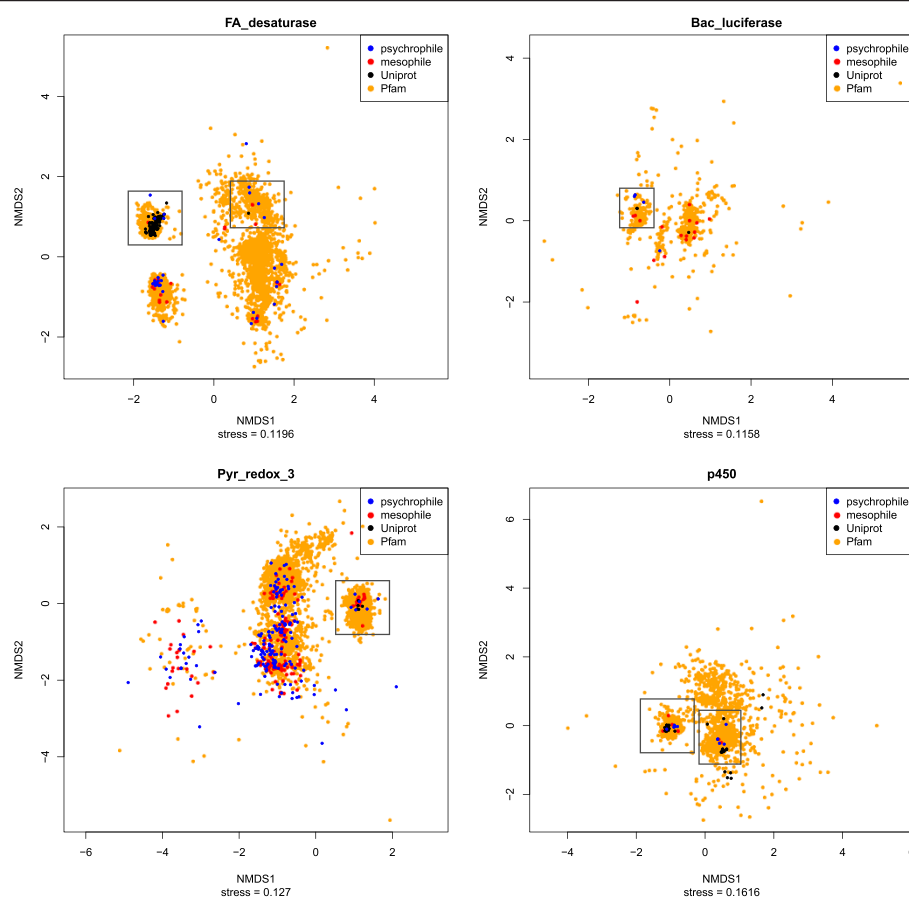 FA_desaturase
psychrophile
mesophile
Uniprot
Pfam
NMDS2
4
2
0
−2
−2
0
2
4
NMDS1
stress = 0.1196
Bac_luciferase
psychrophile
mesophile
Uniprot
Pfam
NMDS2
4
2
0
−2
−2
0
2
4
NMDS1
stress = 0.1158
Pyr_redox_3
psychrophile
mesophile
Uniprot
Pfam
NMDS2
2
0
−2
−4
−6
−4
−2
0
2
NMDS1
stress = 0.127
p450
psychrophile
mesophile
Uniprot
Pfam
NMDS2
6
4
2
0
−2
−4
−2
0
2
4
NMDS1
stress = 0.1616